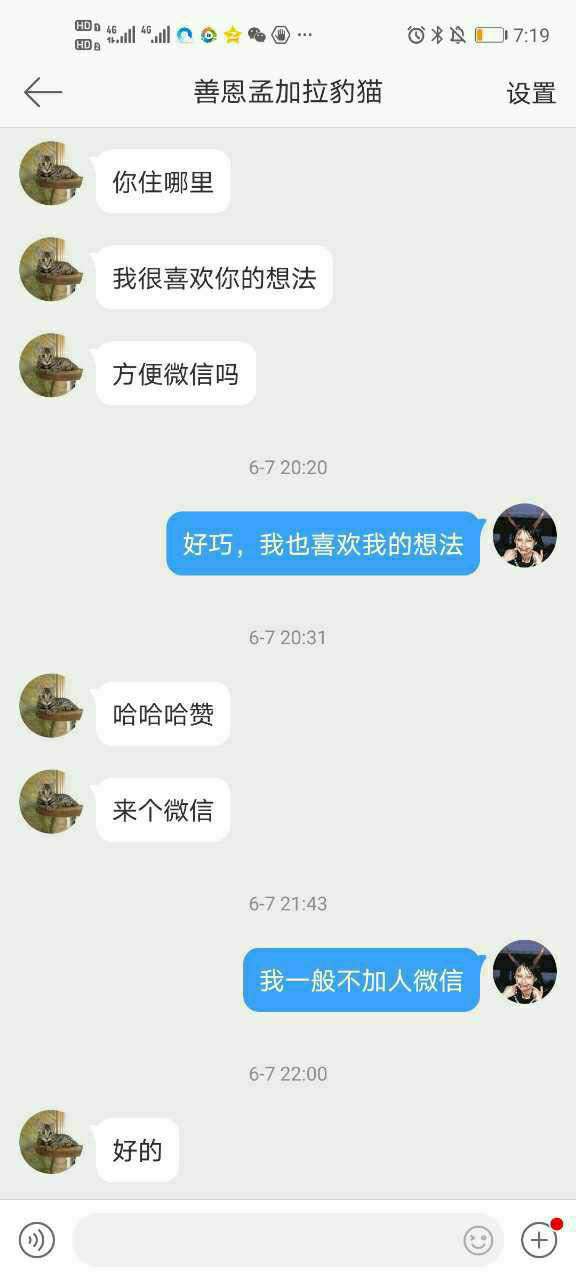 HD 1 4G 4G 7:19
HD 2
善恩孟加拉豹猫 设置
你住哪里
我很喜欢你的想法
方便微信吗
6-7 20:20
好巧，我也喜欢我的想法
6-7 20:31
哈哈哈赞
来个微信
6-7 21:43
我一般不加人微信
6-7 22:00
好的